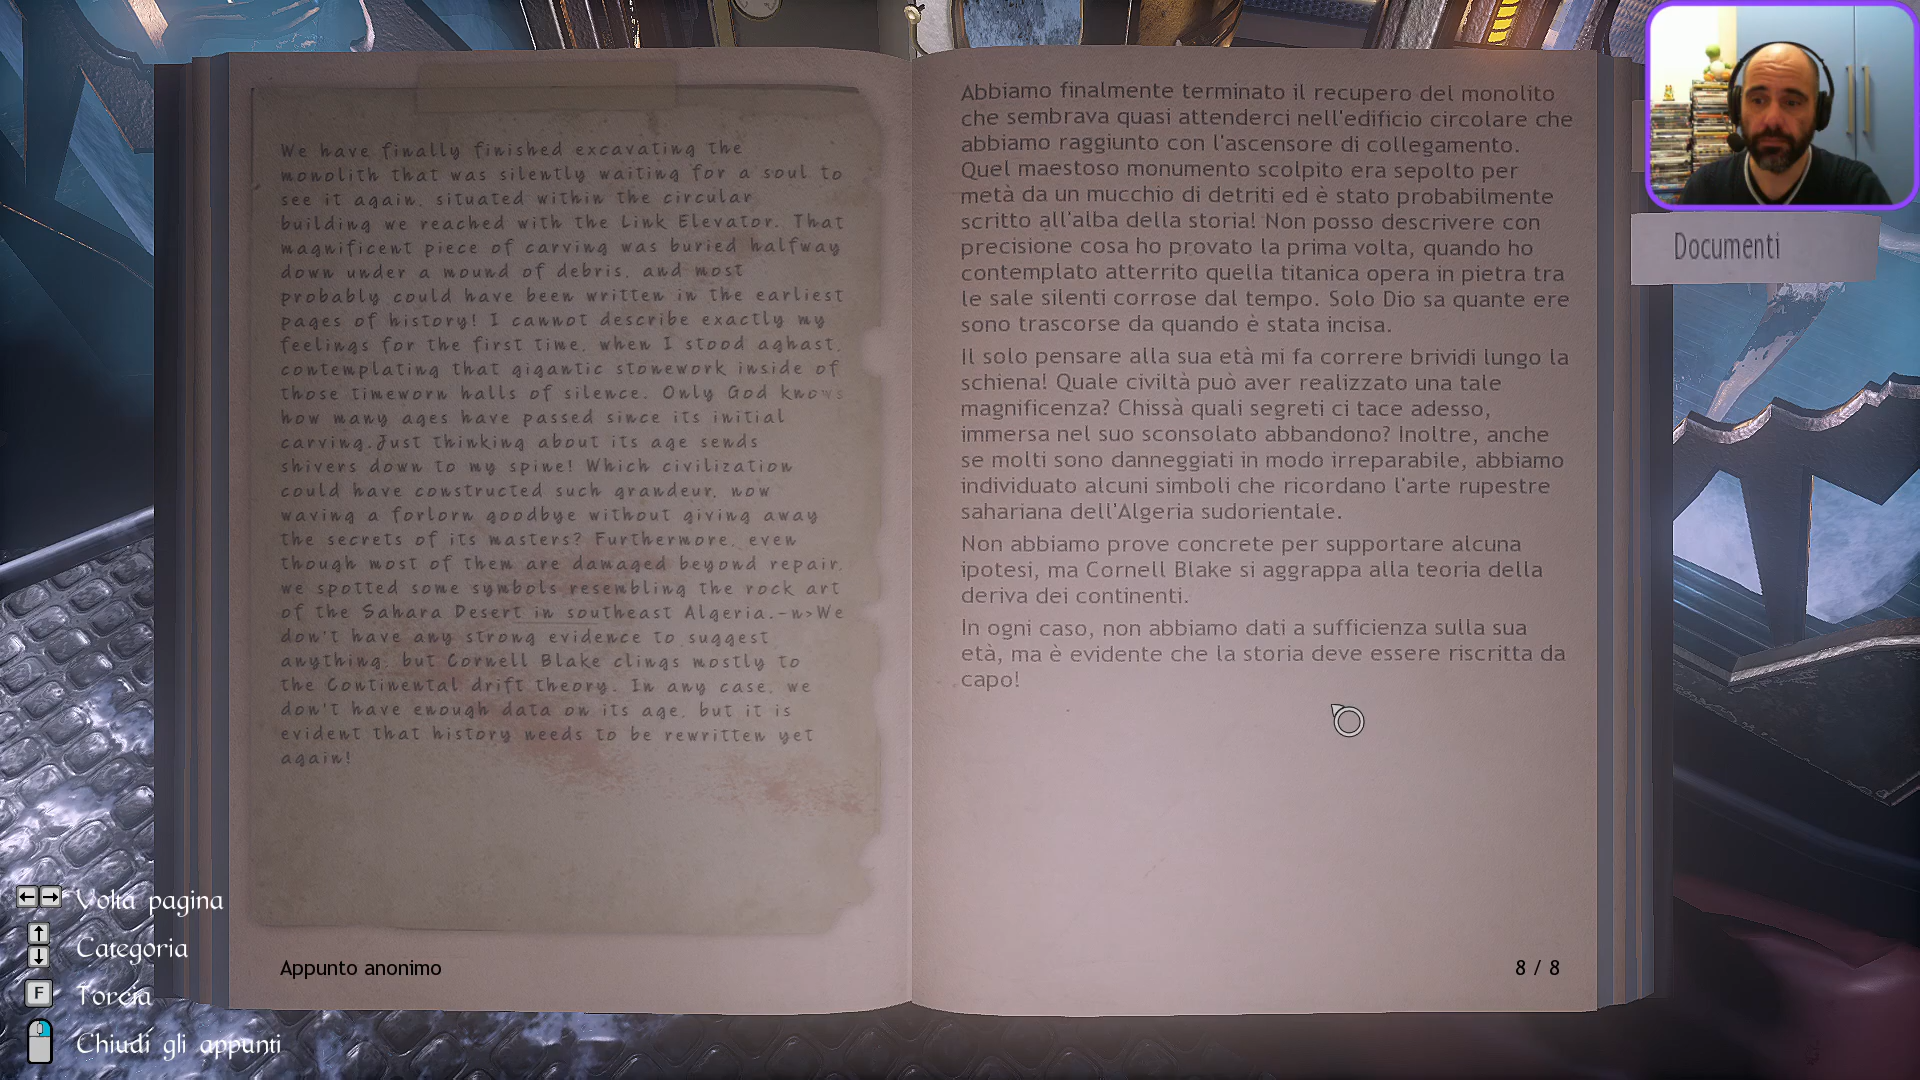 We have finally finished excavating the
monolith that was silently waiting for a soul to
see it again, situated within the circular
building we reached with the Link Elevator. That
magnificent piece of carving was buried halfway
down under a mound of debris, and most
probably could have been written in the earliest
pages of history! I cannot describe exactly my
feelings for the first time, when I stood aghast,
contemplating that gigantic stonework inside of
those timeworn halls of silence. Only God knows
how many ages have passed since its initial
carving.Just thinking about its age sends
shivers down to my spine! Which civilization
could have constructed such grandeur, now
waving a forlorn goodbye without giving away
the secrets of its masters? Furthermore, even
though most of them are damaged beyond repair,
we spotted some symbols resembling the rock art
of the Sahara Desert in southeast Algeria.-n>We
don't have any strong evidence to suggest
anything, but Cornell Blake clings mostly to
the Continental drift theory. In any case, we
don't have enough data on its age, but it is
evident that history needs to be rewritten yet
again!
Appunto anonimo
Abbiamo finalmente terminato il recupero del monolito
che sembrava quasi attenderci nell'edificio circolare che
abbiamo raggiunto con l'ascensore di collegamento.
Quel maestoso monumento scolpito era sepolto per
metà da un mucchio di detriti ed è stato probabilmente
scritto all'alba della storia! Non posso descrivere con
precisione cosa ho provato la prima volta, quando ho
contemplato atterrito quella titanica opera in pietra tra
le sale silenti corrose dal tempo. Solo Dio sa quante ere
sono trascorse da quando è stata incisa.
Il solo pensare alla sua età mi fa correre brividi lungo la
schiena! Quale civiltà può aver realizzato una tale
magnificenza? Chissà quali segreti ci tace adesso,
immersa nel suo sconsolato abbandono? Inoltre, anche
se molti sono danneggiati in modo irreparabile, abbiamo
individuato alcuni simboli che ricordano l'arte rupestre
sahariana dell'Algeria sudorientale.
Non abbiamo prove concrete per supportare alcuna
ipotesi, ma Cornell Blake si aggrappa alla teoria della
deriva dei continenti.
In ogni caso, non abbiamo dati a sufficienza sulla sua
età, ma è evidente che la storia deve essere riscritta da
capo!
8 / 8
Documenti
Volta pagina
Categoria
F Torcia
Chiudi gli appunti